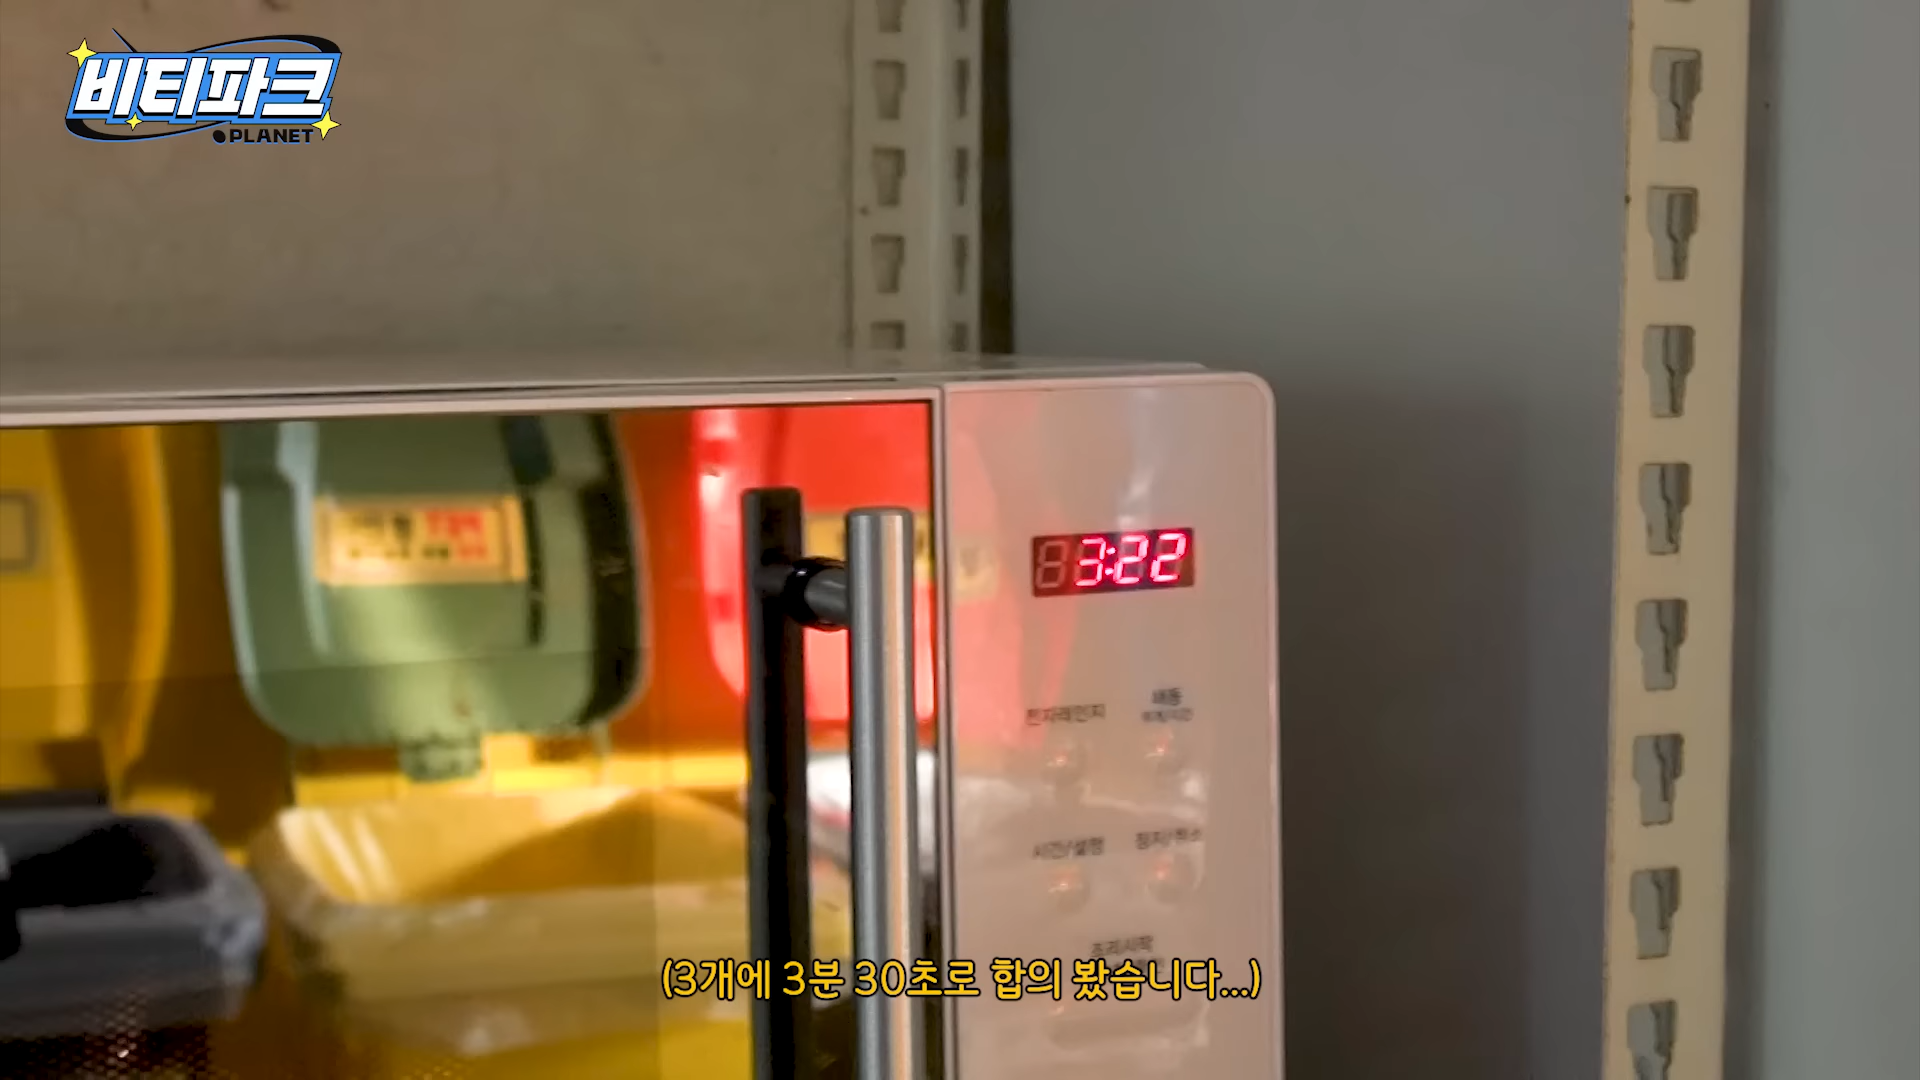 비티파크
PLANET
3:22
전자레인지
해동
시간/설정
정지/취소
조리시작
(3개에 3분 30초로 합의 봤습니다...)